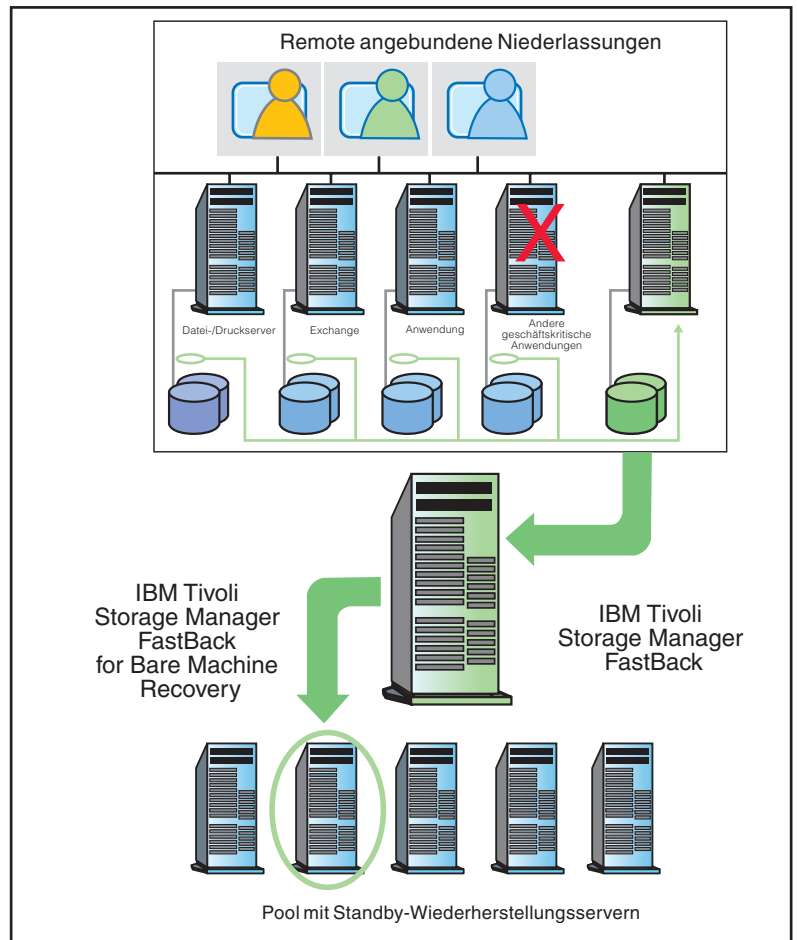 Remote angebundene Niederlassungen
Datei-/Druckserver
Exchange
Anwendung
Andere
geschäftskritische
Anwendungen
X
IBM Tivoli
Storage Manager
FastBack
for Bare Machine
Recovery
IBM Tivoli
Storage Manager
FastBack
Pool mit Standby-Wiederherstellungsservern